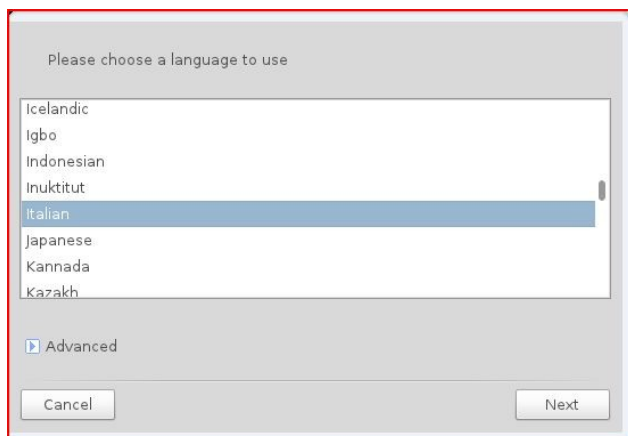 Please choose a language to use
Icelandic
Igbo
Indonesian
Inuktitut
Italian
Japanese
Kannada
Kazakh
Advanced
Cancel
Next